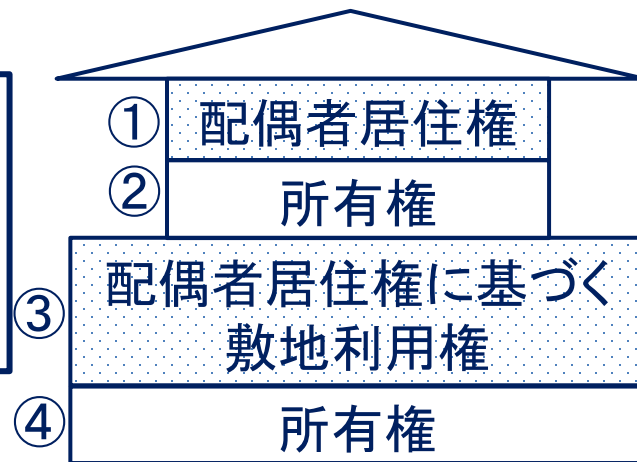 ① 配偶者居住権
② 所有権
③ 配偶者居住権に基づく
敷地利用権
④ 所有権